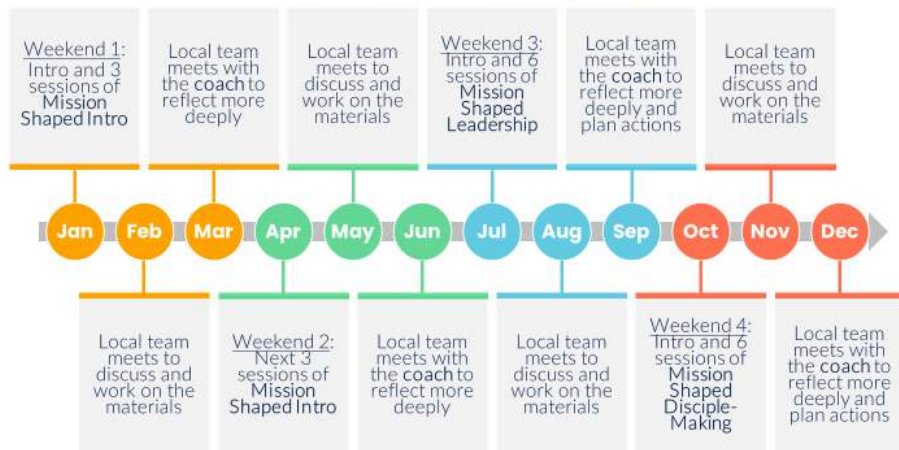 Weekend 1:
Intro and 3
sessions of
Mission
Shaped Intro
Local team
meets with
the coach to
reflect more
deeply
Local team
meets to
discuss and
work on the
materials
Weekend 3:
Intro and 6
sessions of
Mission
Shaped
Leadership
Local team
meets with
the coach to
reflect more
deeply and
plan actions
Local team
meets to
discuss and
work on the
materials
Jan Feb Mar Apr May Jun Jul Aug Sep Oct Nov Dec
Local team
meets to
discuss and
work on the
materials
Weekend 2:
Next 3
sessions of
Mission
Shaped Intro
Local team
meets with
the coach to
reflect more
deeply
Local team
meets to
discuss and
work on the
materials
Weekend 4:
Intro and 6
sessions of
Mission
Shaped
Disciple-
Making
Local team
meets with
the coach to
reflect more
deeply and
plan actions